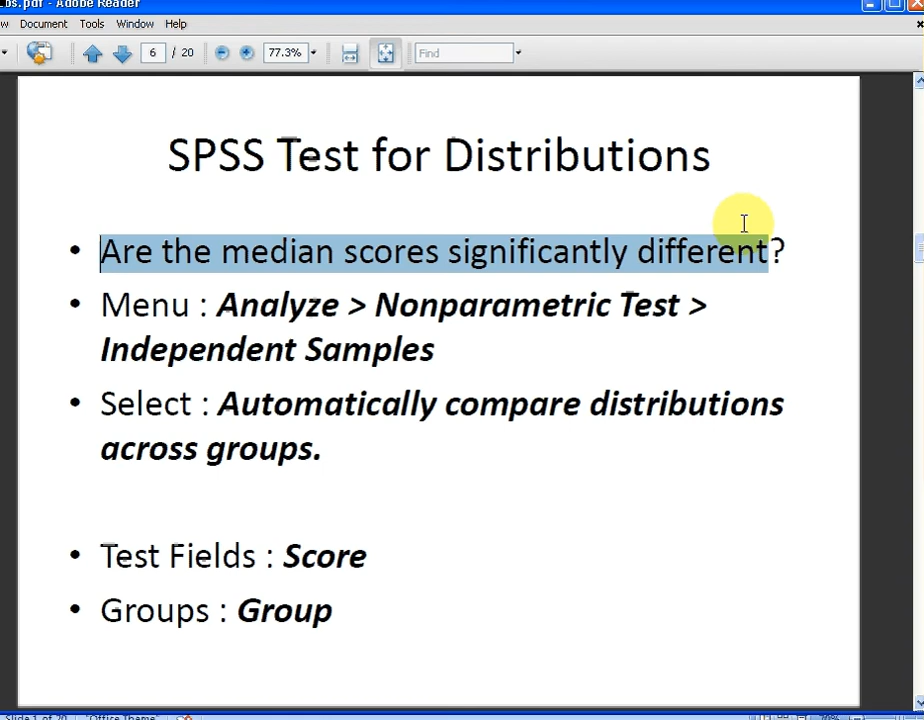 bs.pdf - Adobe Reader
w Document Tools Window Help
6 / 20 77.3% Find
SPSS Test for Distributions
• Are the median scores significantly different?
• Menu : Analyze > Nonparametric Test >
Independent Samples
• Select : Automatically compare distributions
across groups.
• Test Fields : Score
• Groups : Group
Slide 1 of 20 "Office Theme" 70%